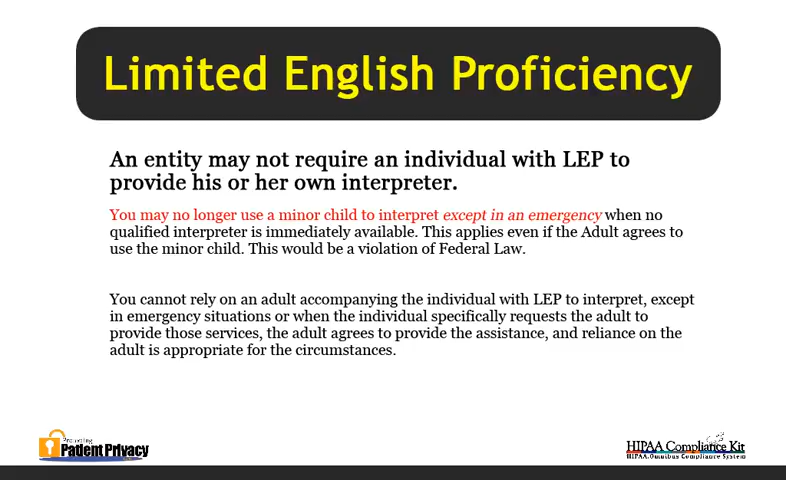 Limited English Proficiency
An entity may not require an individual with LEP to
provide his or her own interpreter.
You may no longer use a minor child to interpret except in an emergency when no
qualified interpreter is immediately available. This applies even if the Adult agrees to
use the minor child. This would be a violation of Federal Law.
You cannot rely on an adult accompanying the individual with LEP to interpret, except
in emergency situations or when the individual specifically requests the adult to
provide those services, the adult agrees to provide the assistance, and reliance on the
adult is appropriate for the circumstances.
Protecting
Patient Privacy
HIPAA Compliance Kit
HIPAA Omnibus Compliance System